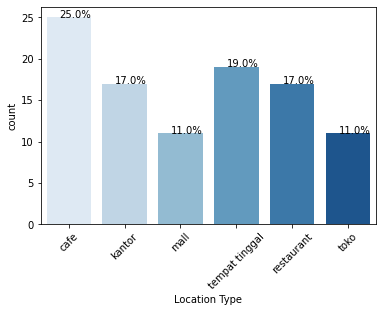 25.0%
17.0%
11.0%
19.0%
17.0%
11.0%
25
20
15
10
5
0
count
cafe
kantor
mall
tempat tinggal
restaurant
toko
Location Type